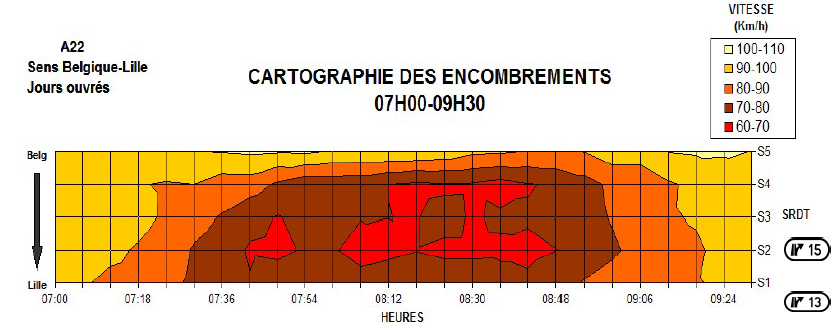 VITESSE
(Km/h)
100-110
90-100
80-90
70-80
60-70
A22
Sens Belgique-Lille
Jours ouvrés
CARTOGRAPHIE DES ENCOMBREMENTS
07H00-09H30
Belg
Lille
S5
S4
S3
S2
S1
SRDT
15
13
07:00 07:18 07:36 07:54 08:12 08:30 08:48 09:06 09:24
HEURES